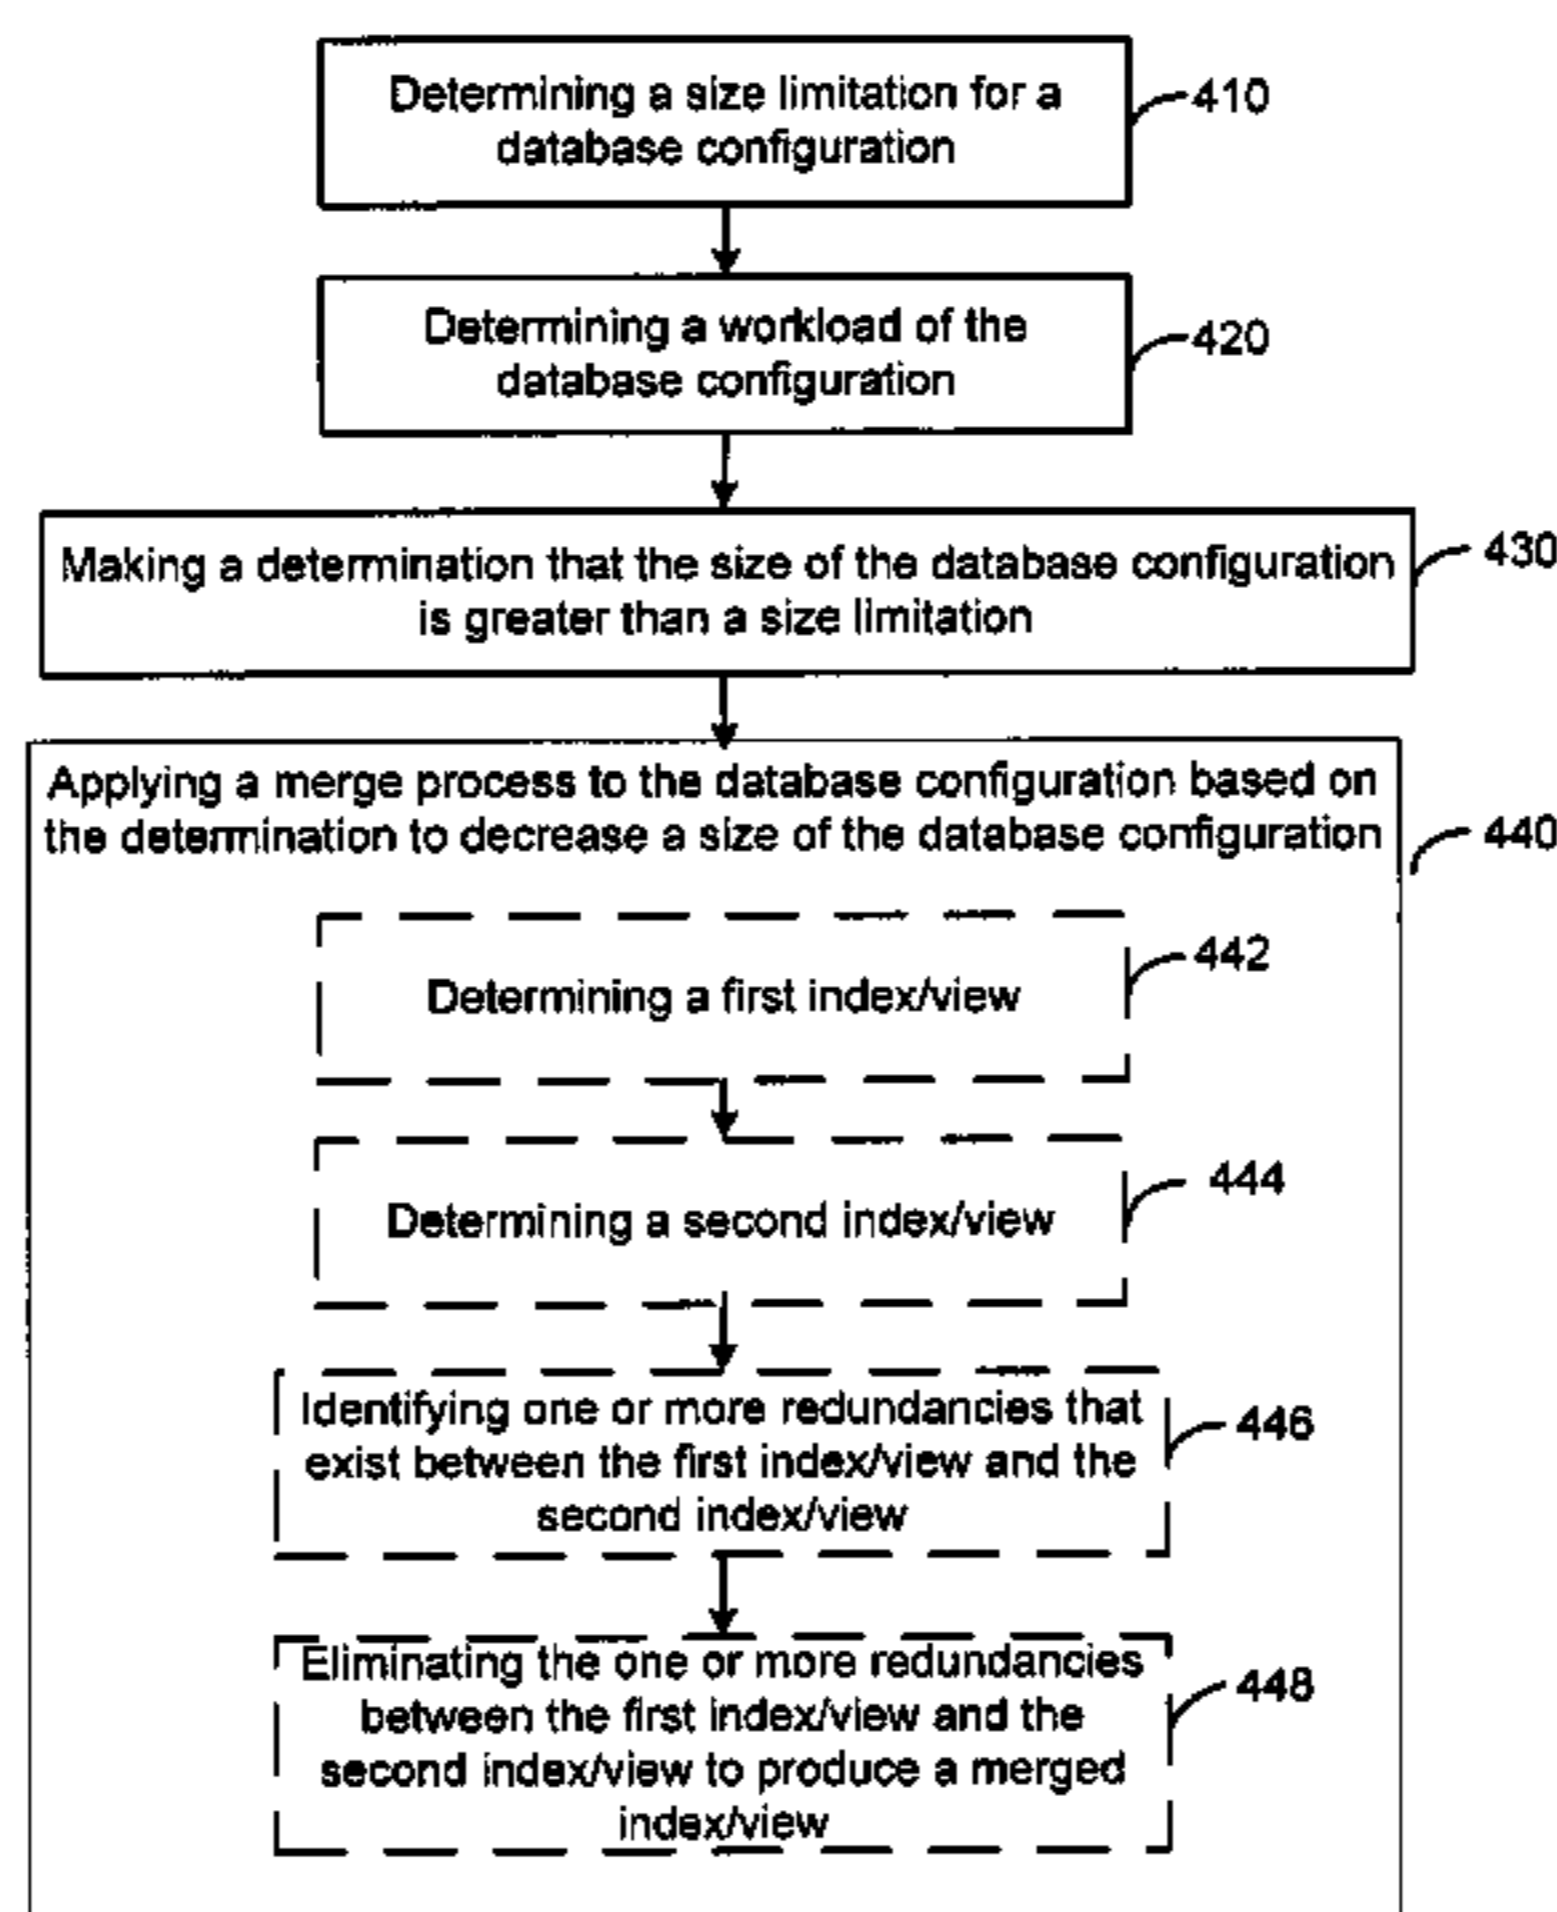 Determining a size limitation for a
database configuration
410
Determining a workload of the
database configuration
420
Making a determination that the size of the database configuration
is greater than a size limitation
430
Applying a merge process to the database configuration based on
the determination to decrease a size of the database configuration
440
Determining a first index/view
442
Determining a second index/view
444
Identifying one or more redundancies that
exist between the first index/view and the
second index/view
446
Eliminating the one or more redundancies
between the first index/view and the
second index/view to produce a merged
index/view
448